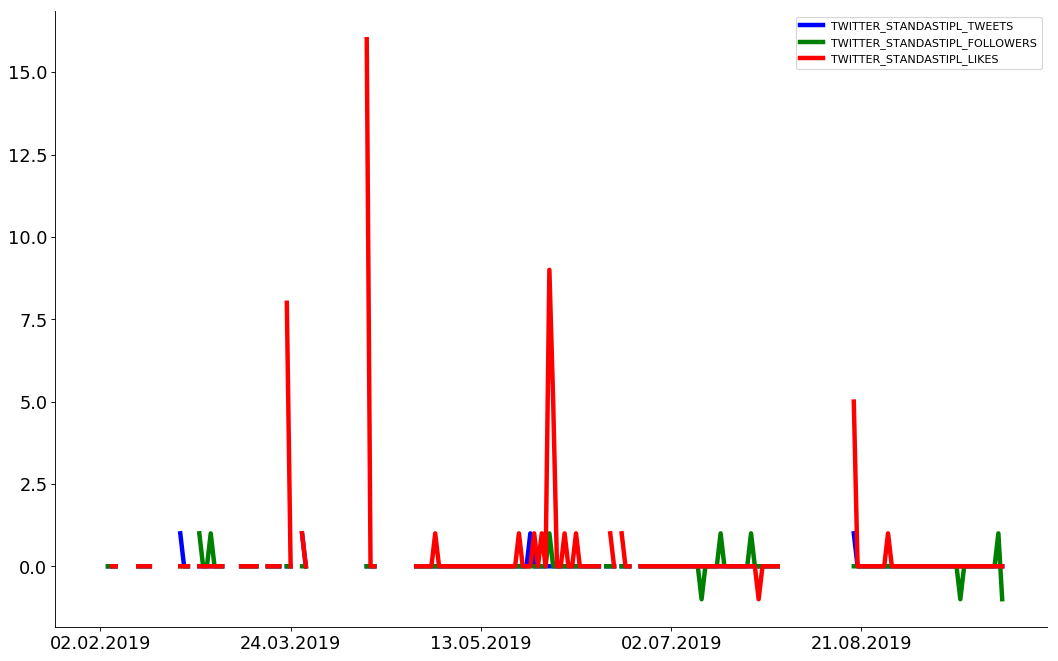 TWITTER_STANDASTIPL_TWEETS
TWITTER_STANDASTIPL_FOLLOWERS
TWITTER_STANDASTIPL_LIKES
15.0
12.5
10.0
7.5
5.0
2.5
0.0
02.02.2019 24.03.2019 13.05.2019 02.07.2019 21.08.2019